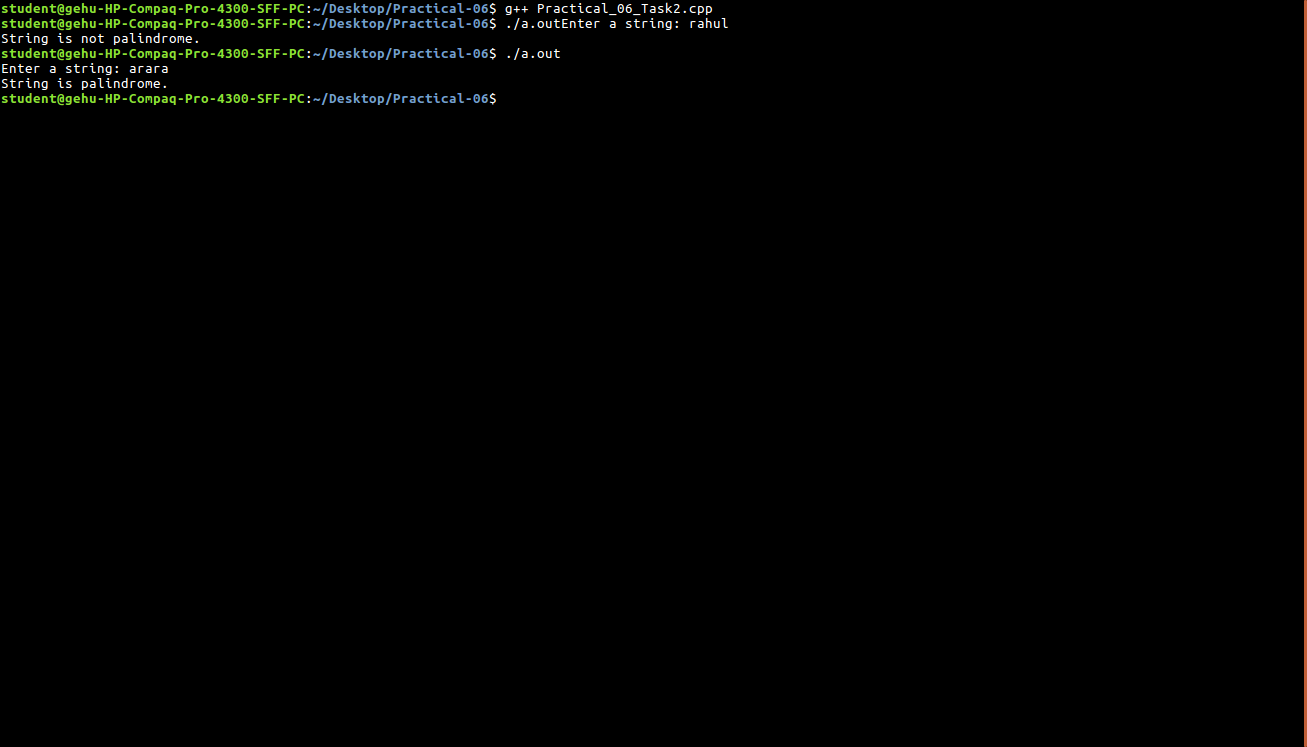 student@gehu-HP-Compaq-Pro-4300-SFF-PC:~/Desktop/Practical-06$ g++ Practical_06_Task2.cpp
student@gehu-HP-Compaq-Pro-4300-SFF-PC:~/Desktop/Practical-06$ ./a.outEnter a string: rahul
String is not palindrome.
student@gehu-HP-Compaq-Pro-4300-SFF-PC:~/Desktop/Practical-06$ ./a.out
Enter a string: arara
String is palindrome.
student@gehu-HP-Compaq-Pro-4300-SFF-PC:~/Desktop/Practical-06$